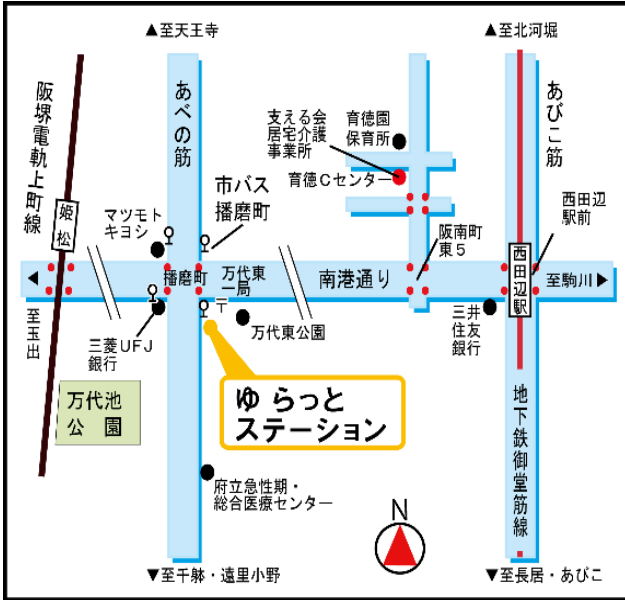 ▲至天王寺
▲至北河堀
阪堺電軌上町線
あべの筋
あびこ筋
支える会
居宅介護
事業所
育徳園
保育所
育徳Cセンター
市バス
播磨町
西田辺
駅前
姫松
マツモト
キヨシ
阪南町
東5
播磨町
万代東
一局
〒
南港通り
西田辺駅
至駒川▶
◀
至玉出
三菱UFJ
銀行
万代東公園
三井
住友
銀行
万代池
公園
ゆらっと
ステーション
地下鉄御堂筋線
府立急性期・
総合医療センター
N
▼至千躰・遠里小野
▼至長居・あびこ